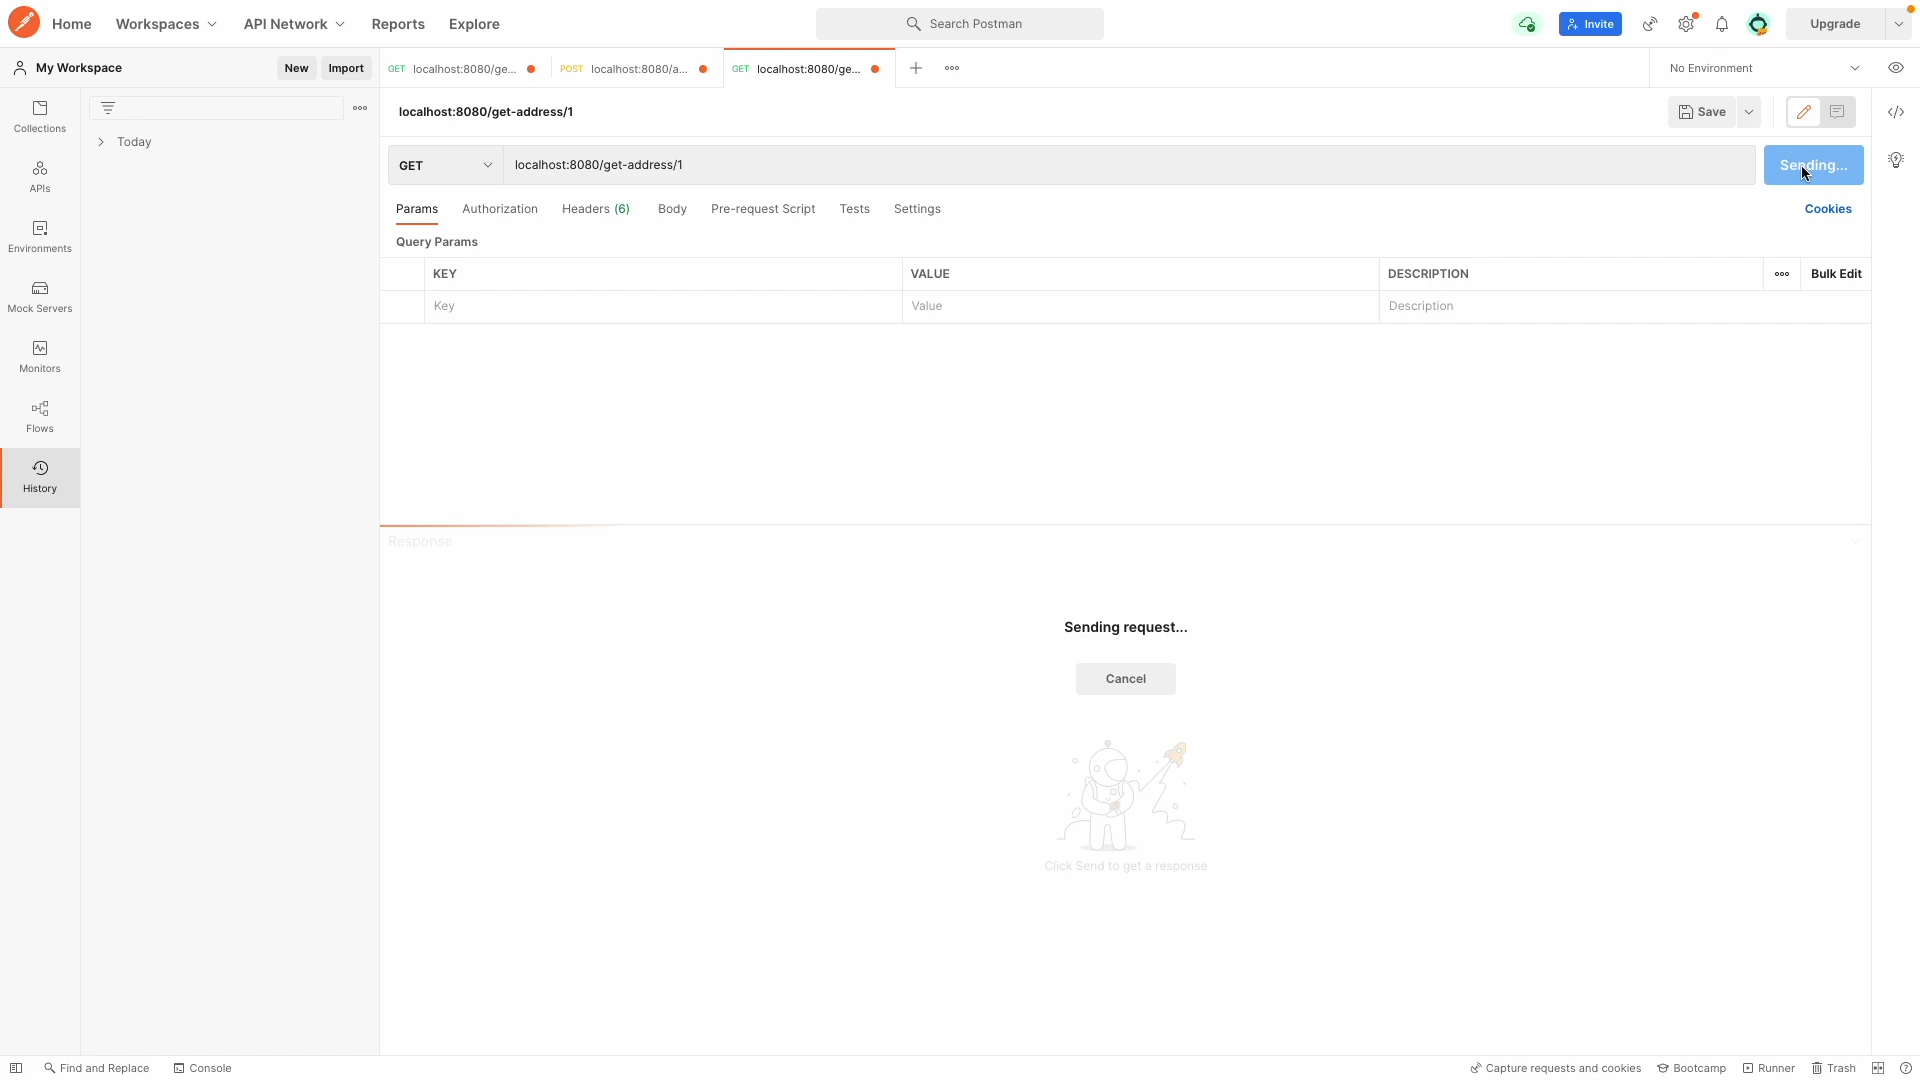 Home
Workspaces
API Network
Reports
Explore
Search Postman
Invite
Upgrade
My Workspace
New
Import
GET localhost:8080/ge...
POST localhost:8080/a...
GET localhost:8080/ge...
No Environment
Collections
APIs
Environments
Mock Servers
Monitors
Flows
History
Today
localhost:8080/get-address/1
Save
GET
localhost:8080/get-address/1
Sending...
Params
Authorization
Headers (6)
Body
Pre-request Script
Tests
Settings
Cookies
Query Params
KEY
VALUE
DESCRIPTION
Bulk Edit
Key
Value
Description
Response
Sending request...
Cancel
Click Send to get a response
Find and Replace
Console
Capture requests and cookies
Bootcamp
Runner
Trash